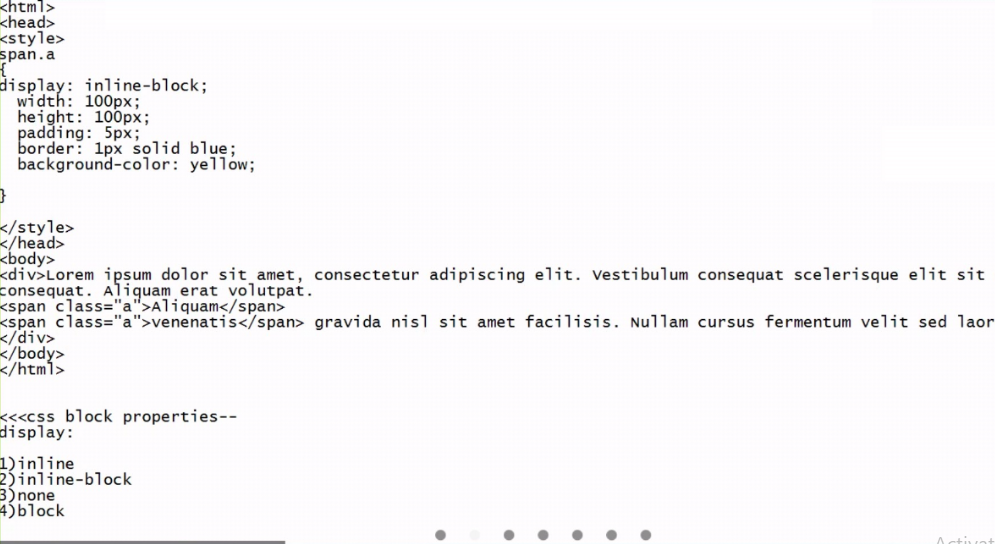 <html>
<head>
<style>
span.a
{
display: inline-block;
  width: 100px;
  height: 100px;
  padding: 5px;
  border: 1px solid blue;
  background-color: yellow;
}
</style>
</head>
<body>
<div>Lorem ipsum dolor sit amet, consectetur adipiscing elit. Vestibulum consequat scelerisque elit sit
consequat. Aliquam erat volutpat.
<span class="a">Aliquam</span>
<span class="a">venenatis</span> gravida nisl sit amet facilisis. Nullam cursus fermentum velit sed laor
</div>
</body>
</html>
<<<css block properties--
display:
1)inline
2)inline-block
3)none
4)block
Activat